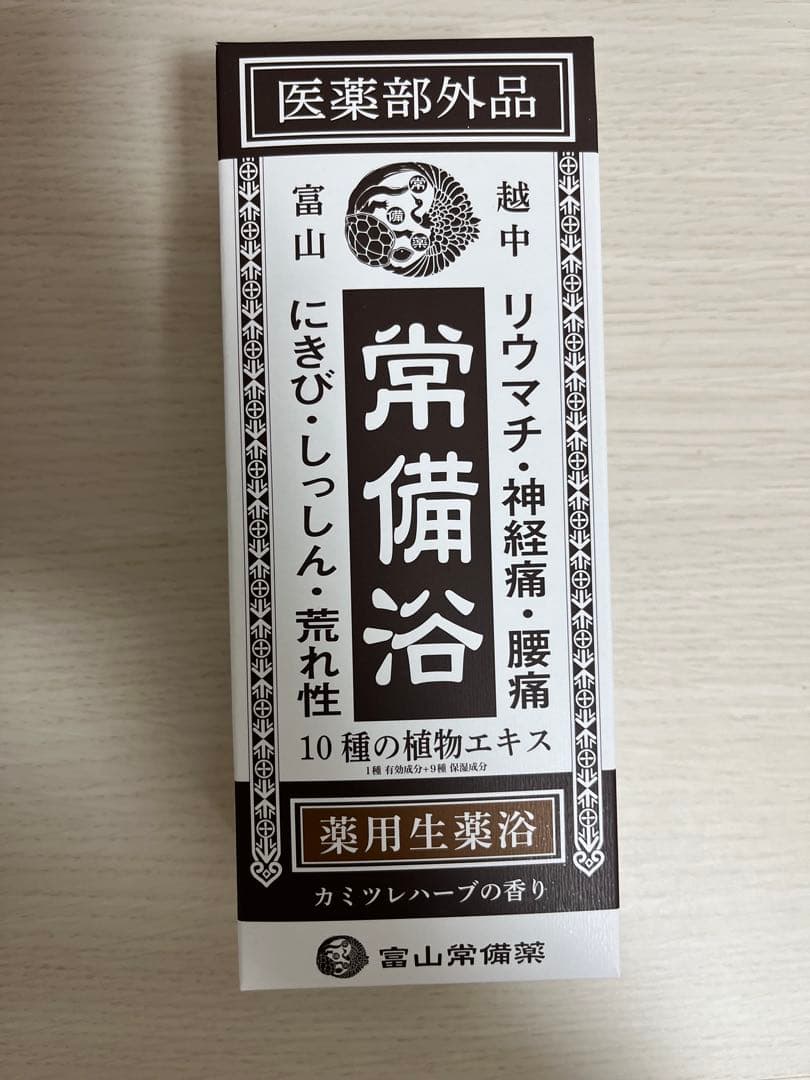 医薬部外品
越中
富山
常備薬
リウマチ・神経痛・腰痛
常備浴
にきび・しっしん・荒れ性
10種の植物エキス
1種 有効成分+9種 保湿成分
薬用生薬浴
カミツレハーブの香り
富山常備薬